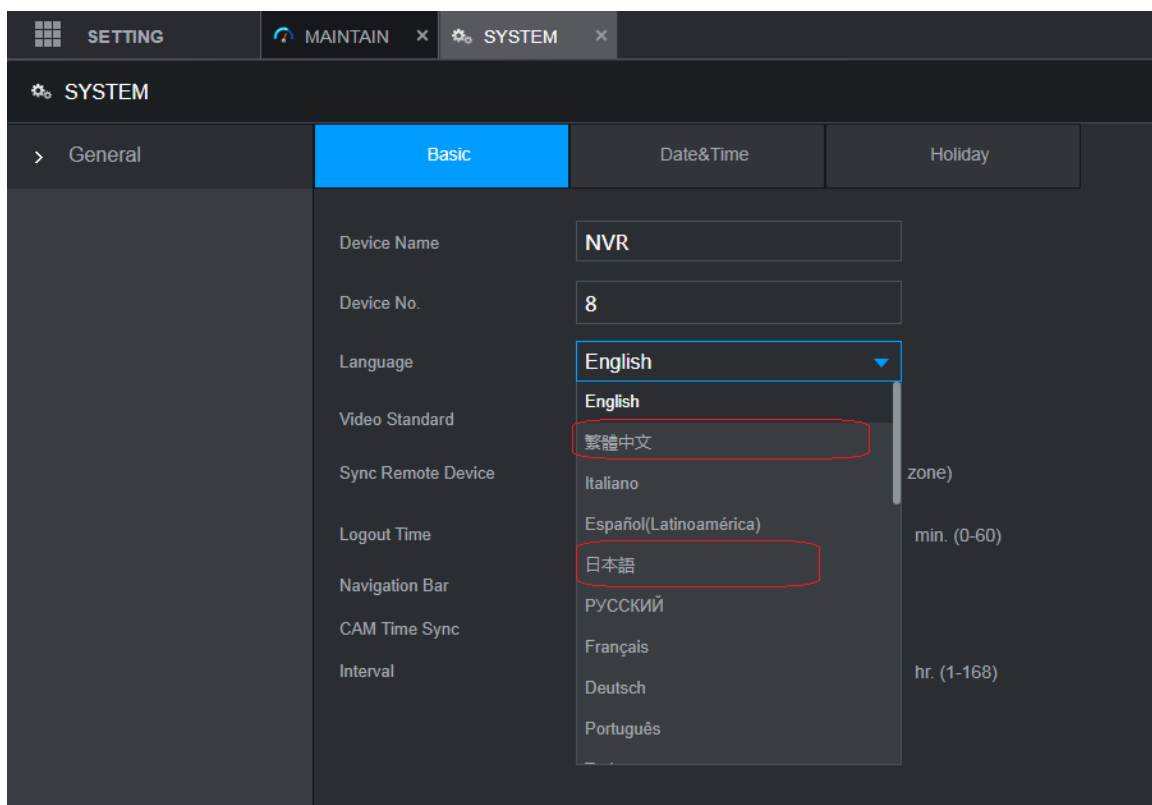 SETTING
MAINTAIN
SYSTEM
SYSTEM
General
Basic
Date&Time
Holiday
Device Name
NVR
Device No.
8
Language
English
English
繁體中文
Italiano
Español(Latinoamérica)
日本語
РУССКИЙ
Français
Deutsch
Português
Video Standard
Sync Remote Device
zone)
Logout Time
min. (0-60)
Navigation Bar
CAM Time Sync
Interval
hr. (1-168)